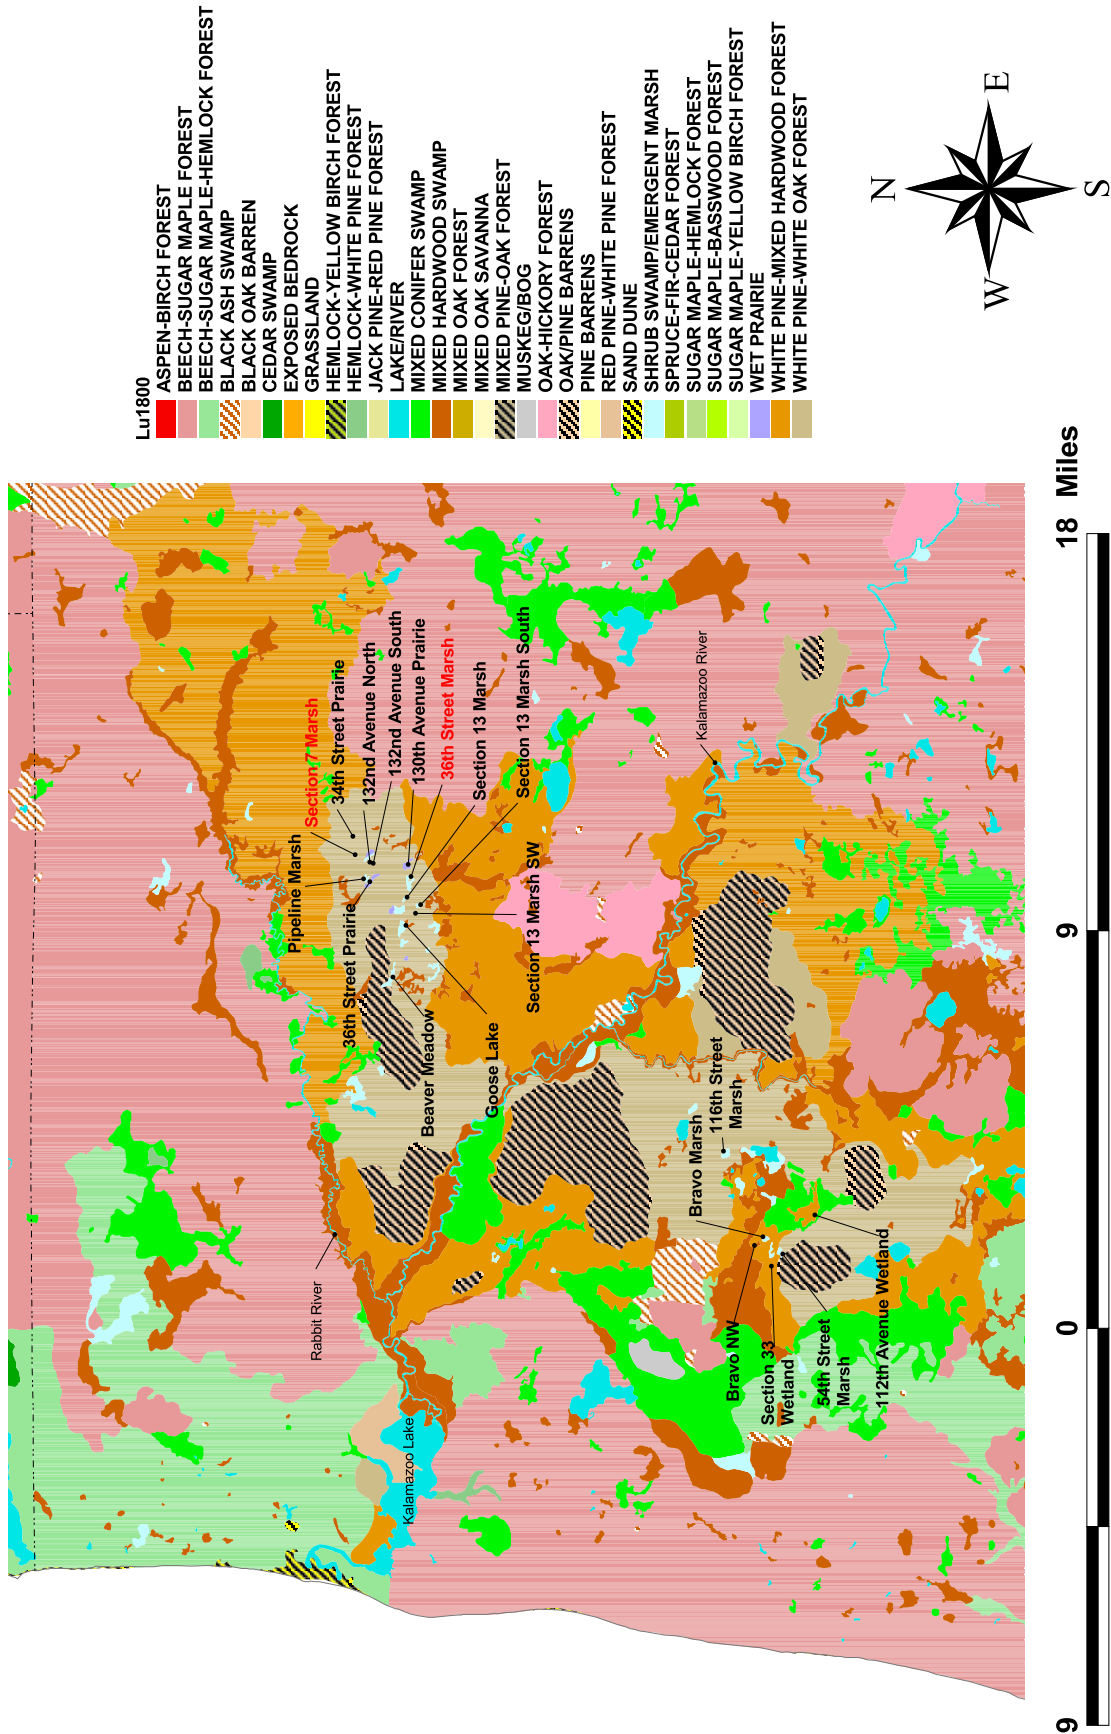 Lu1800
ASPEN-BIRCH FOREST
BEECH-SUGAR MAPLE FOREST
BEECH-SUGAR MAPLE-HEMLOCK FOREST
BLACK ASH SWAMP
BLACK OAK BARREN
CEDAR SWAMP
EXPOSED BEDROCK
GRASSLAND
HEMLOCK-YELLOW BIRCH FOREST
HEMLOCK-WHITE PINE FOREST
JACK PINE-RED PINE FOREST
LAKE/RIVER
MIXED CONIFER SWAMP
MIXED HARDWOOD SWAMP
MIXED OAK FOREST
MIXED OAK SAVANNA
MIXED PINE-OAK FOREST
MUSKEG/BOG
OAK-HICKORY FOREST
OAK/PINE BARRENS
PINE BARRENS
RED PINE-WHITE PINE FOREST
SAND DUNE
SHRUB SWAMP/EMERGENT MARSH
SPRUCE-FIR-CEDAR FOREST
SUGAR MAPLE-HEMLOCK FOREST
SUGAR MAPLE-BASSWOOD FOREST
SUGAR MAPLE-YELLOW BIRCH FOREST
WET PRAIRIE
WHITE PINE-MIXED HARDWOOD FOREST
WHITE PINE-WHITE OAK FOREST
N
E
S
W
Pipeline Marsh
Section 7 Marsh
34th Street Prairie
36th Street Prairie
132nd Avenue North
132nd Avenue South
130th Avenue Prairie
36th Street Marsh
Section 13 Marsh
Section 13 Marsh South
Section 13 Marsh SW
Beaver Meadow
Goose Lake
Rabbit River
Kalamazoo Lake
Kalamazoo River
Bravo Marsh
116th Street
Marsh
Bravo NW
Section 33
Wetland
54th Street
Marsh
112th Avenue Wetland
9
0
9
18
Miles